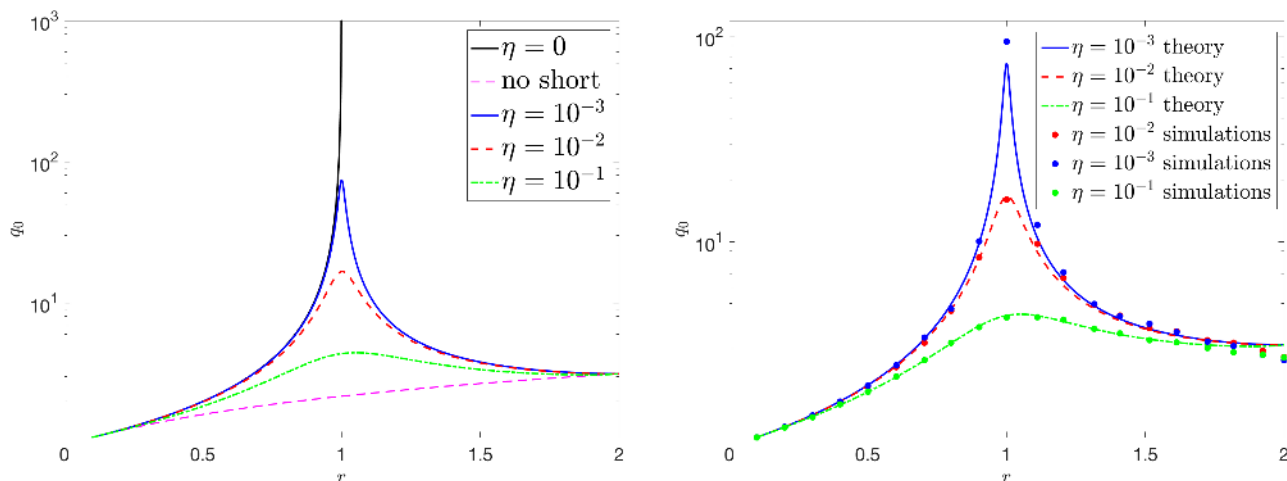 10^3
10^2
10^1
q_0
0
0.5
1
1.5
2
r
η = 0
no short
η = 10^{-3}
η = 10^{-2}
η = 10^{-1}
10^2
10^1
q_0
0
0.5
1
1.5
2
r
η = 10^{-3} theory
η = 10^{-2} theory
η = 10^{-1} theory
η = 10^{-2} simulations
η = 10^{-3} simulations
η = 10^{-1} simulations